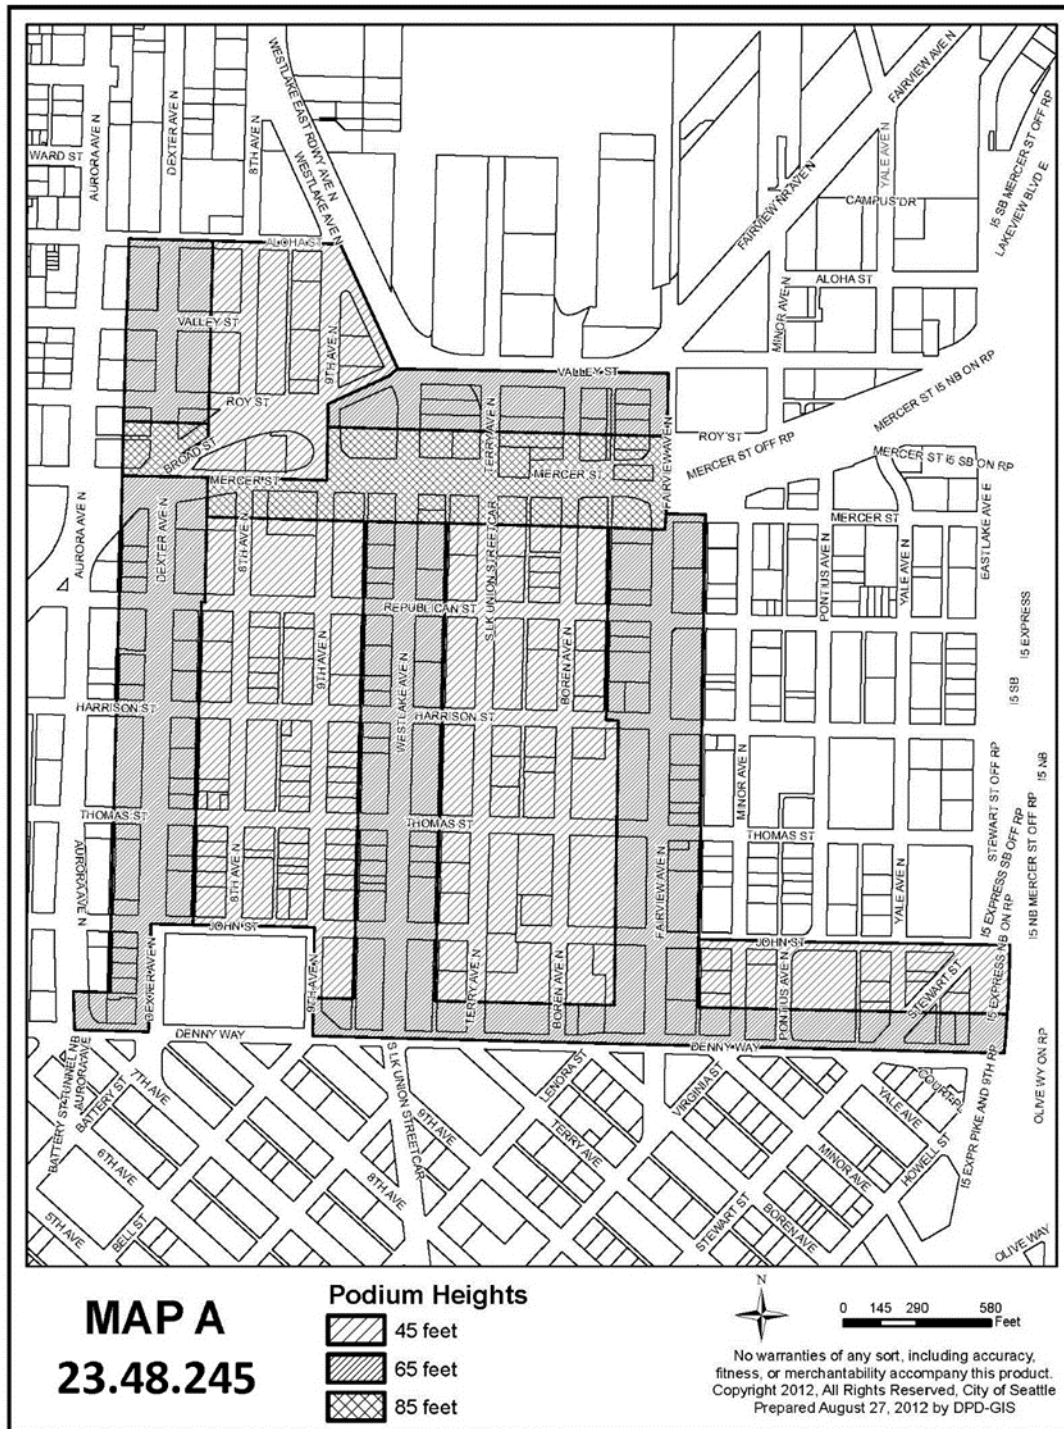 WESTLAKE EAST RDWY AVE N
WESTLAKE AVE N
FAIRVIEW AVE N
AURORA AVE N
DEXTER AVE N
8TH AVE N
WARD ST
YALE AVE N
I5 SB MERCER ST OFF RP
LAKEVIEW BLVD E
CAMPUS DR
FAIRVIEW NR AVE N
ALOHA ST
ALOHA ST
MINOR AVE N
VALLEY ST
9TH AVE N
VALLEY ST
ROY ST
TERRY AVE N
FAIRVIEW AVE N
ROY ST
MERCER ST I5 NB ON RP
MERCER ST OFF RP
BROAD ST
MERCER ST
MERCER ST
MERCER ST I5 SB ON RP
AURORA AVE N
DEXTER AVE N
8TH AVE N
S LK UNION STREETCAR
MERCER ST
PONTIUS AVE N
YALE AVE N
EASTLAKE AVE E
REPUBLICAN ST
I5 EXPRESS
9TH AVE N
WESTLAKE AVE N
BOREN AVE N
I5 SB
HARRISON ST
HARRISON ST
MINOR AVE N
STEWART ST OFF RP
I5 NB
THOMAS ST
THOMAS ST
THOMAS ST
I5 EXPRESS SB OFF RP
I5 NB MERCER ST OFF RP
AURORA AVE N
8TH AVE N
FAIRVIEW AVE N
YALE AVE N
JOHN ST
JOHN ST
DEXTER AVE N
9TH AVE N
TERRY AVE N
BOREN AVE N
PONTIUS AVE N
STEWART ST
I5 EXPRESS NB ON RP
DENNY WAY
DENNY WAY
BATTERY ST TUNNEL NB
AURORA AVE
BATTERY ST
7TH AVE
S LK UNION STREETCAR
9TH AVE
LENORA ST
TERRY AVE
VIRGINIA ST
YALE AVE
COURT PL
I5 EXPR PIKE AND 9TH RP
OLIVE WY ON RP
6TH AVE
8TH AVE
MINOR AVE
HOWELL ST
5TH AVE
BELL ST
STEWART ST
BOREN AVE
OLIVE WAY
MAP A
23.48.245
Podium Heights
45 feet
65 feet
85 feet
N
0 145 290 580
Feet
No warranties of any sort, including accuracy,
fitness, or merchantability accompany this product.
Copyright 2012, All Rights Reserved, City of Seattle
Prepared August 27, 2012 by DPD-GIS